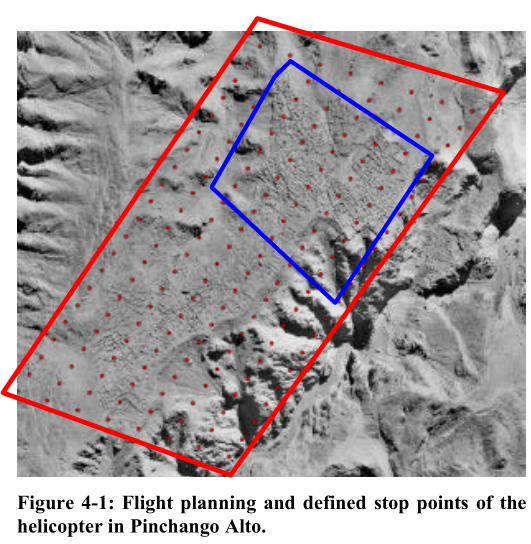 Figure 4-1: Flight planning and defined stop points of the
helicopter in Pinchango Alto.